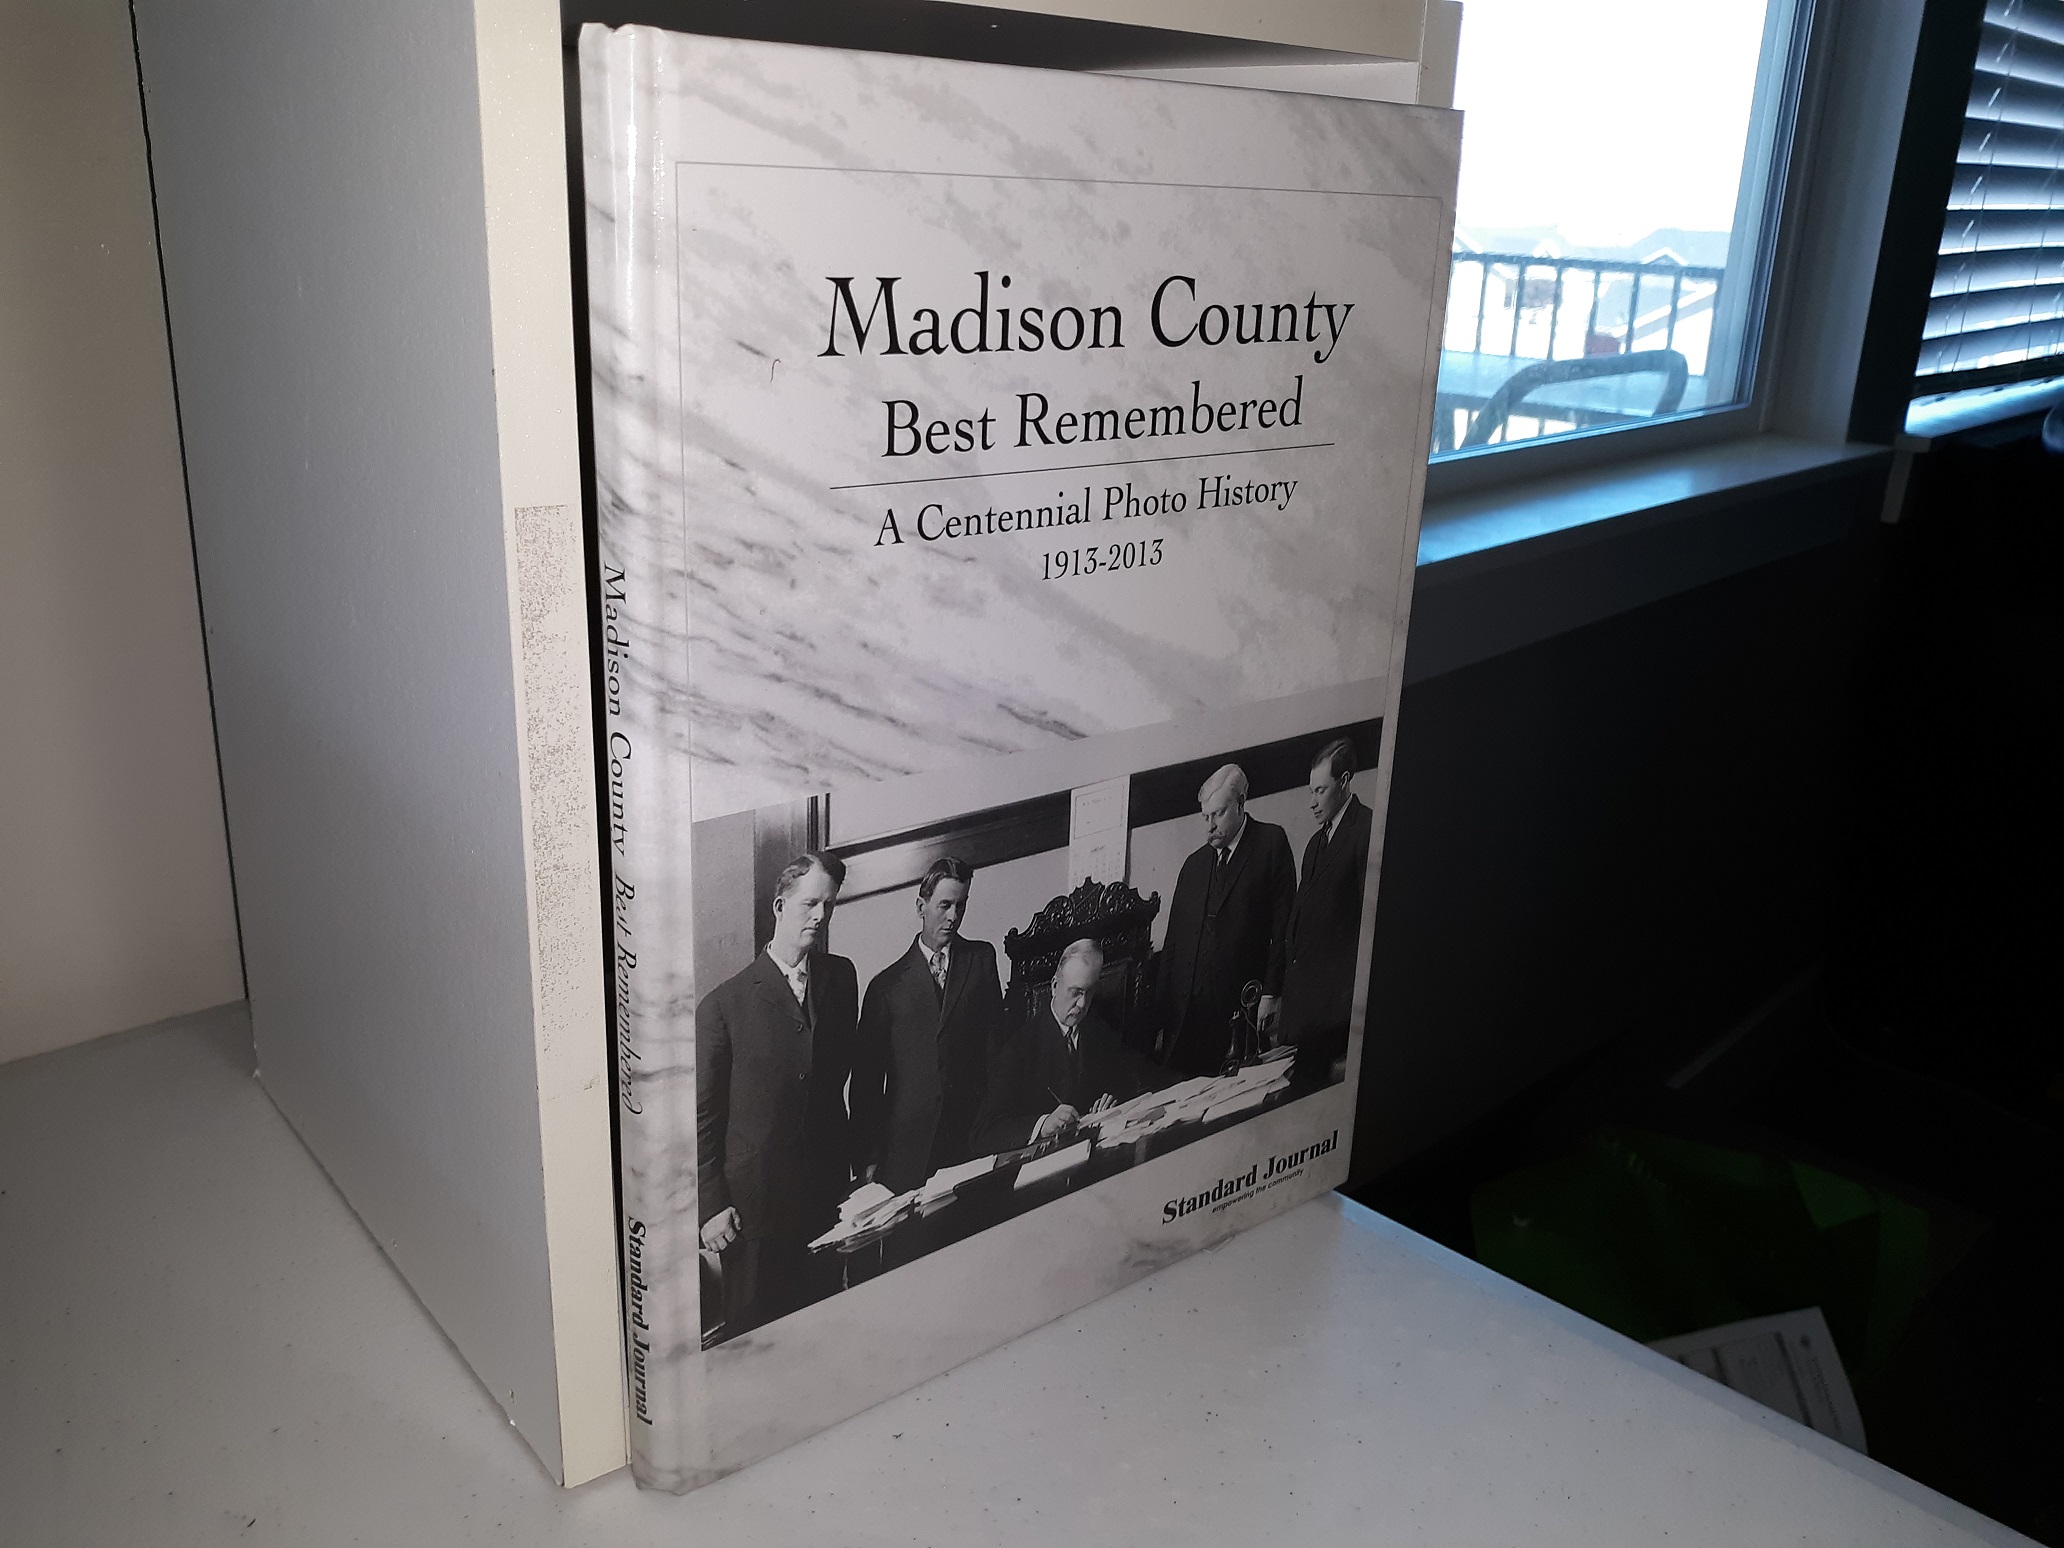 Madison County
Best Remembered
A Centennial Photo History
1913-2013
Standard Journal
empowering the community
Madison County Best Remembered Standard Journal